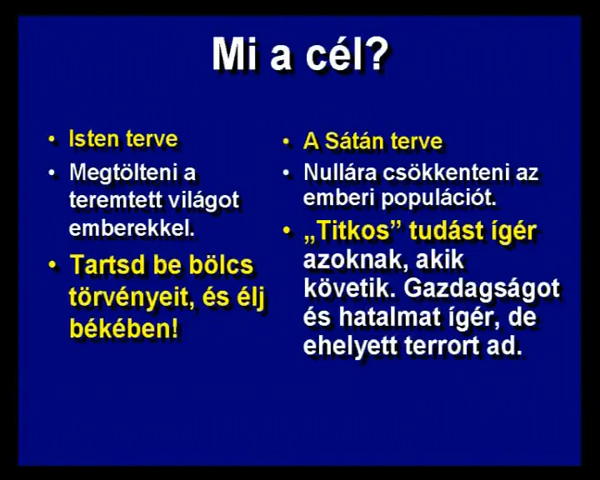 Mi a cél?
• Isten terve
• Megtölteni a
teremtett világot
emberekkel.
• Tartsd be bölcs
törvényeit, és élj
békében!
• A Sátán terve
• Nullára csökkenteni az
emberi populációt.
• „Titkos” tudást ígér
azoknak, akik
követik. Gazdagságot
és hatalmat ígér, de
ehelyett terrort ad.